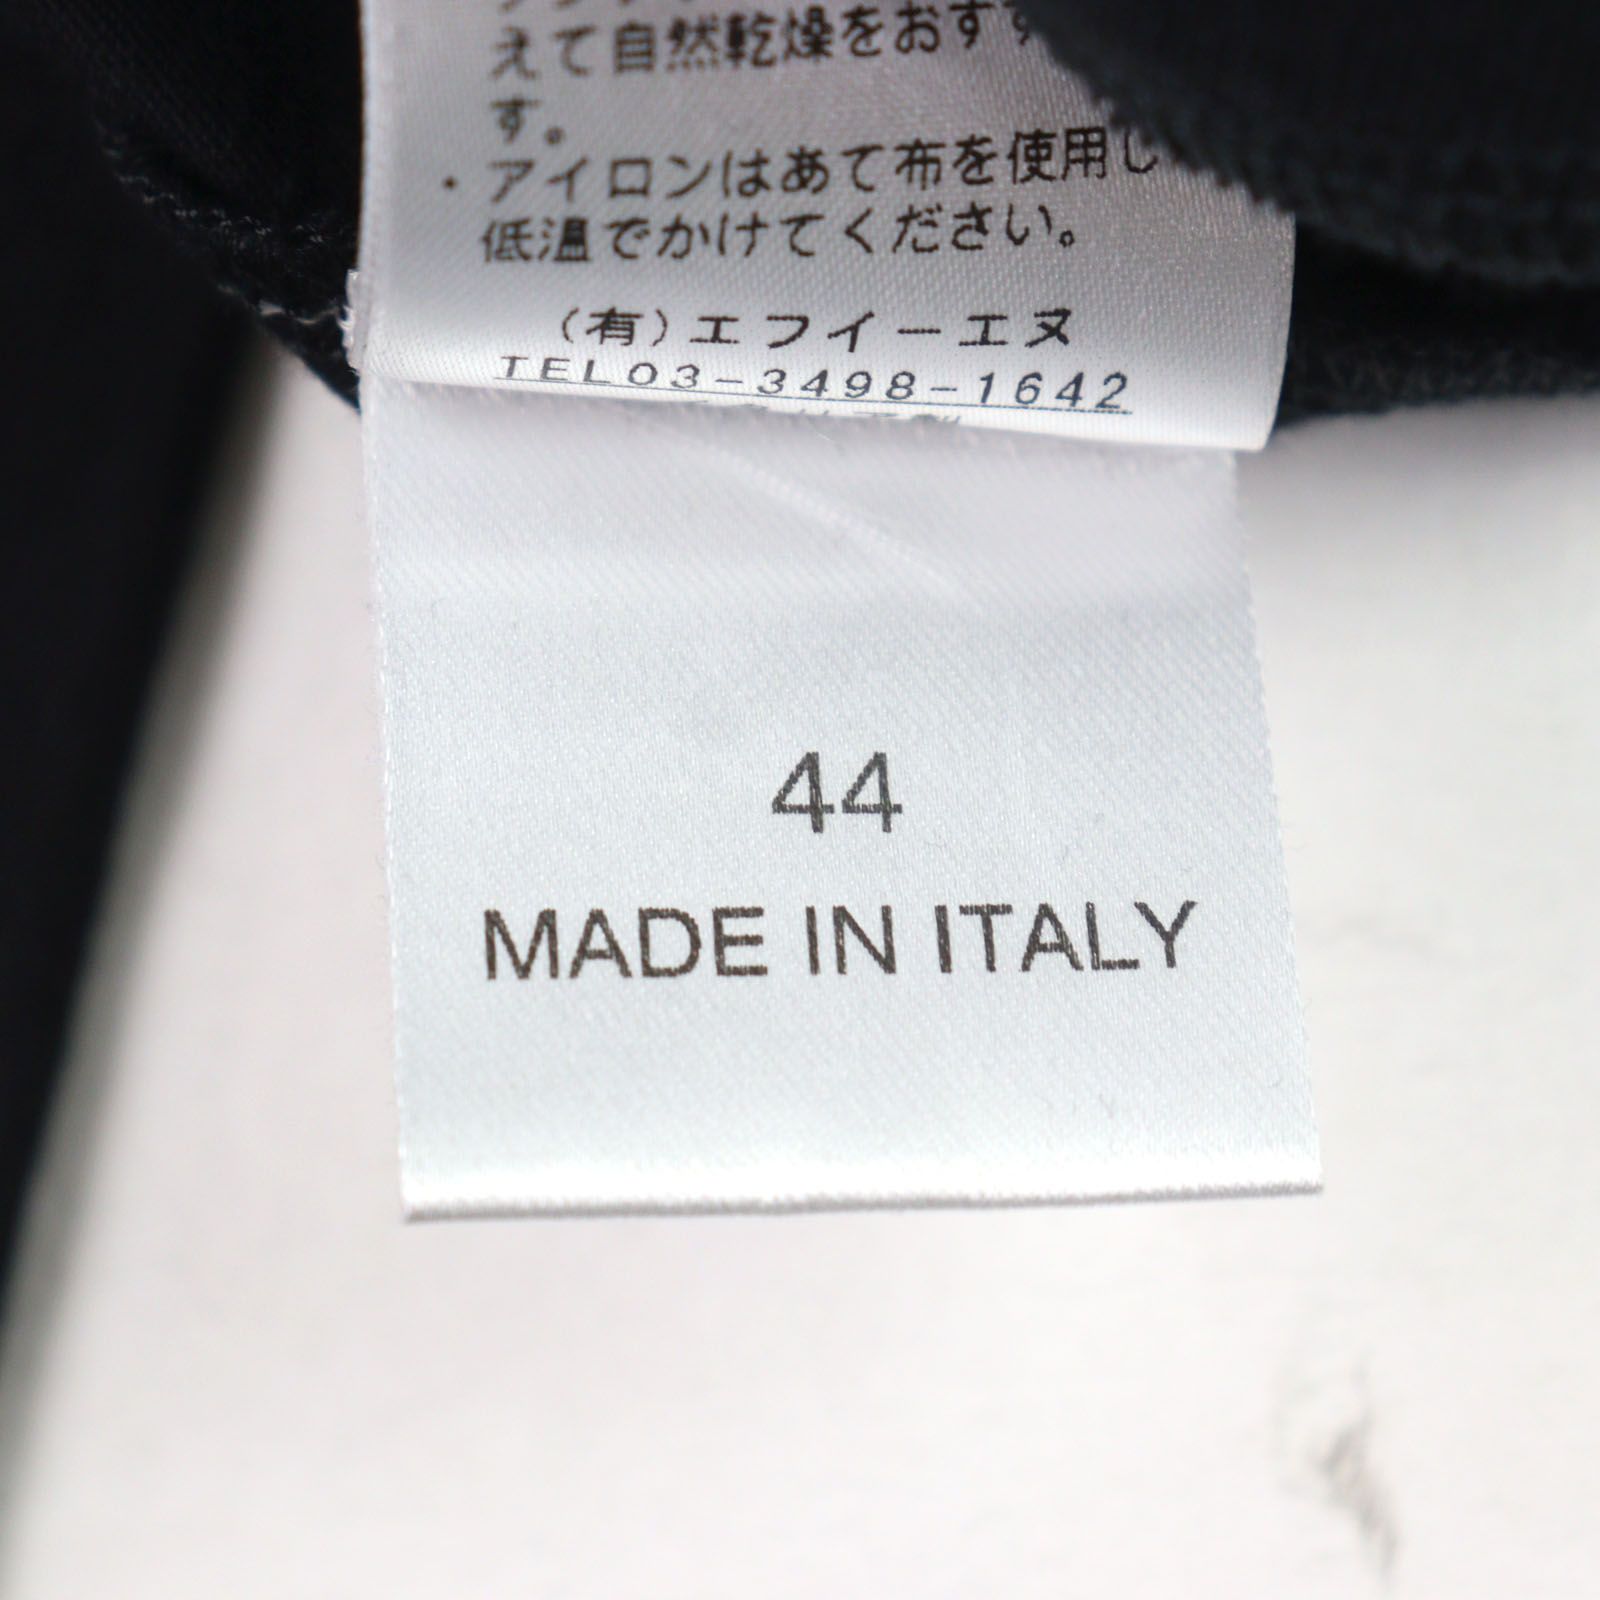 えて自然乾燥をおすす
す。
・アイロンはあて布を使用し
低温でかけてください。
(有)エフイーエヌ
TEL03-3498-1642
44
MADE IN ITALY